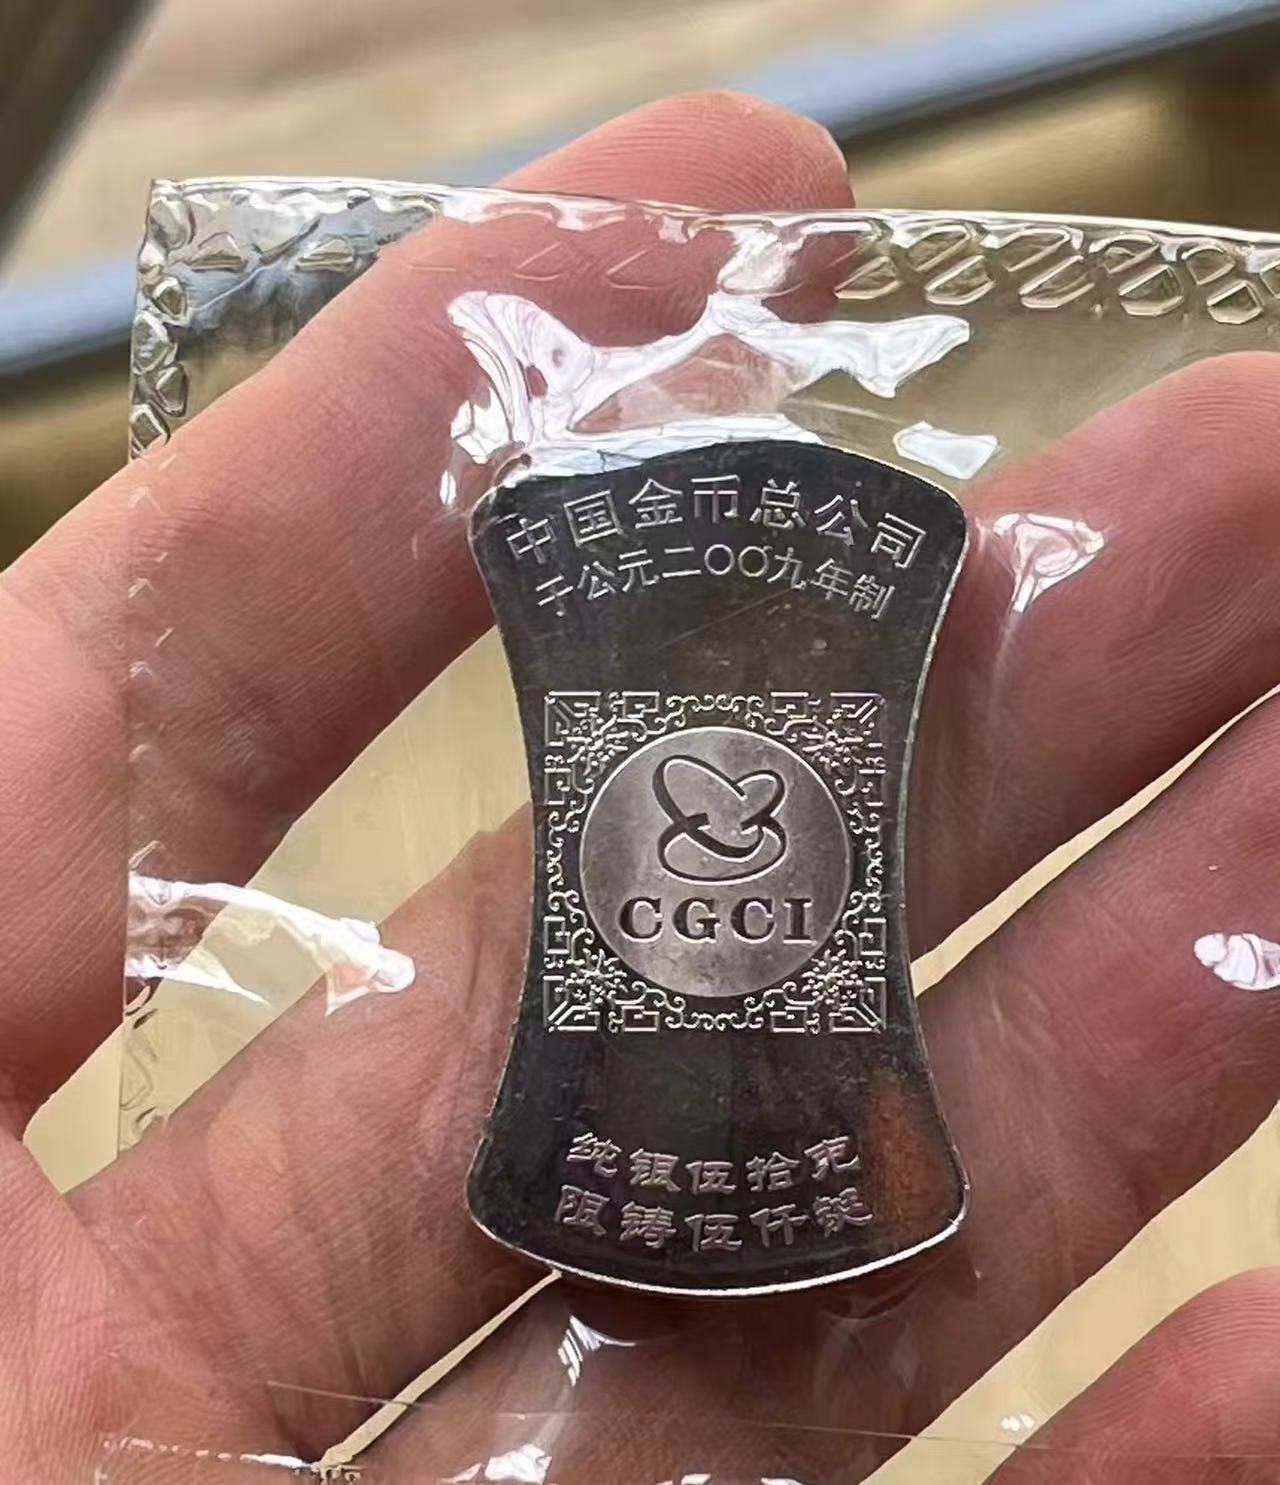 中国金币总公司
于公元二〇〇九年制
CGCI
纯银伍拾克
限铸伍仟锭